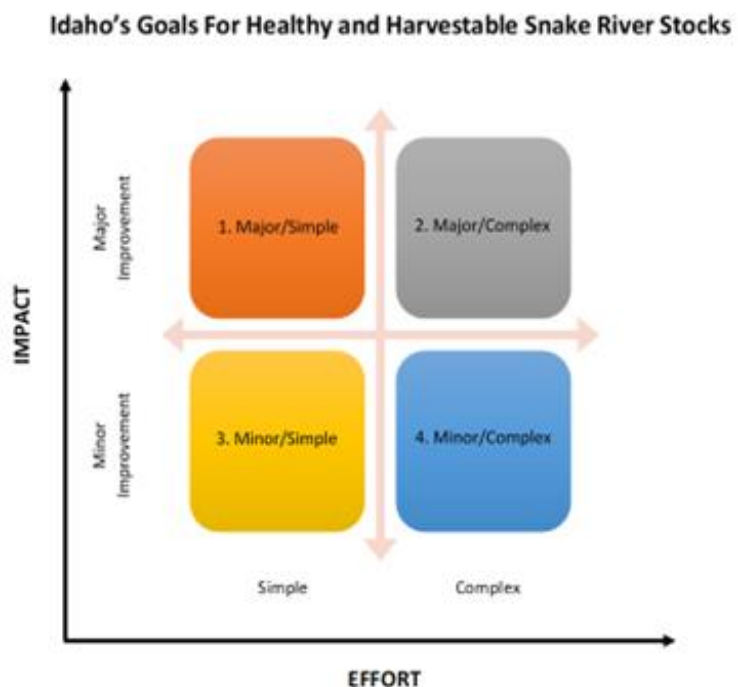 Idaho's Goals For Healthy and Harvestable Snake River Stocks
IMPACT
Major
Improvement
1. Major/Simple
2. Major/Complex
Minor
Improvement
3. Minor/Simple
4. Minor/Complex
Simple
Complex
EFFORT